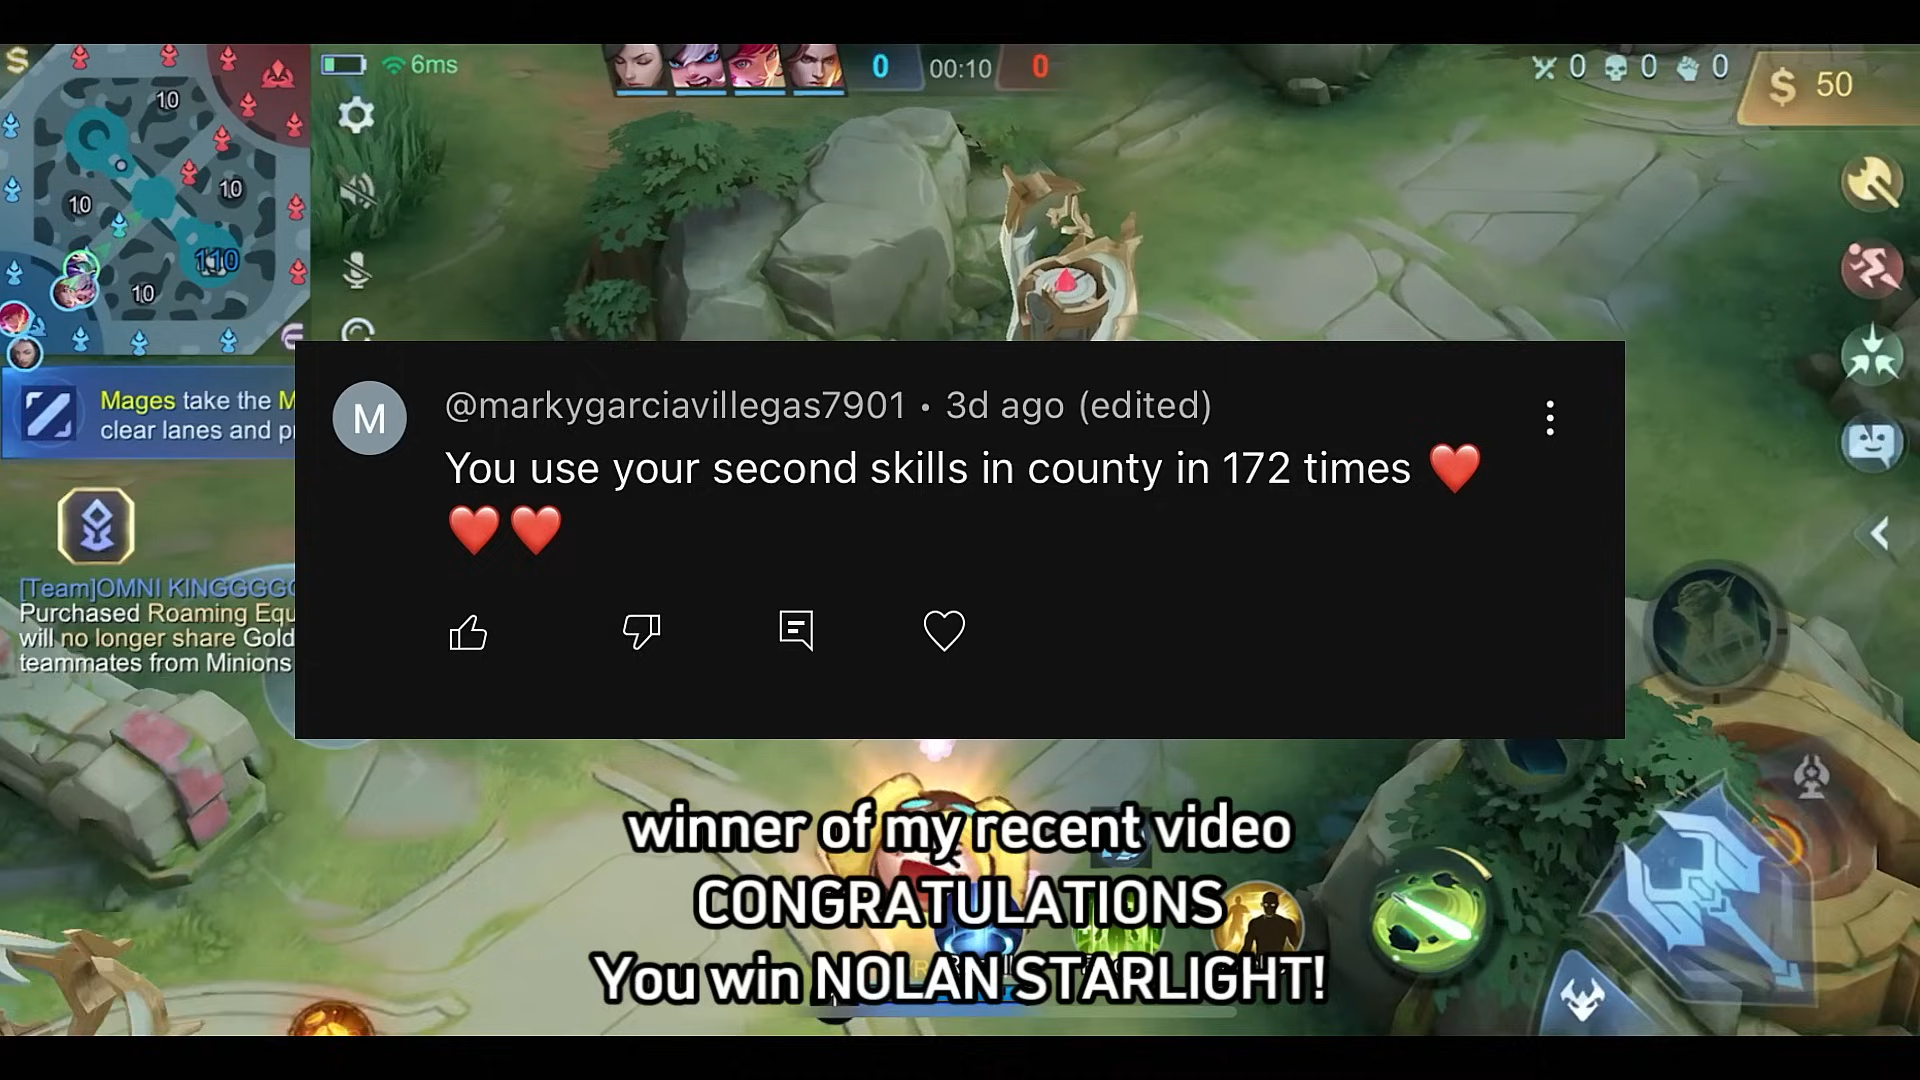 6ms
0
00:10
0
0
0
0
50
10
10
10
110
10
Mages take the M
clear lanes and p
[Team]OMNI KINGGGG
Purchased Roaming Equ
will no longer share Gold
teammates from Minions
M
@markygarciavillegas7901 • 3d ago (edited)
You use your second skills in county in 172 times ❤️
❤️❤️
winner of my recent video
CONGRATULATIONS
You win NOLAN STARLIGHT!